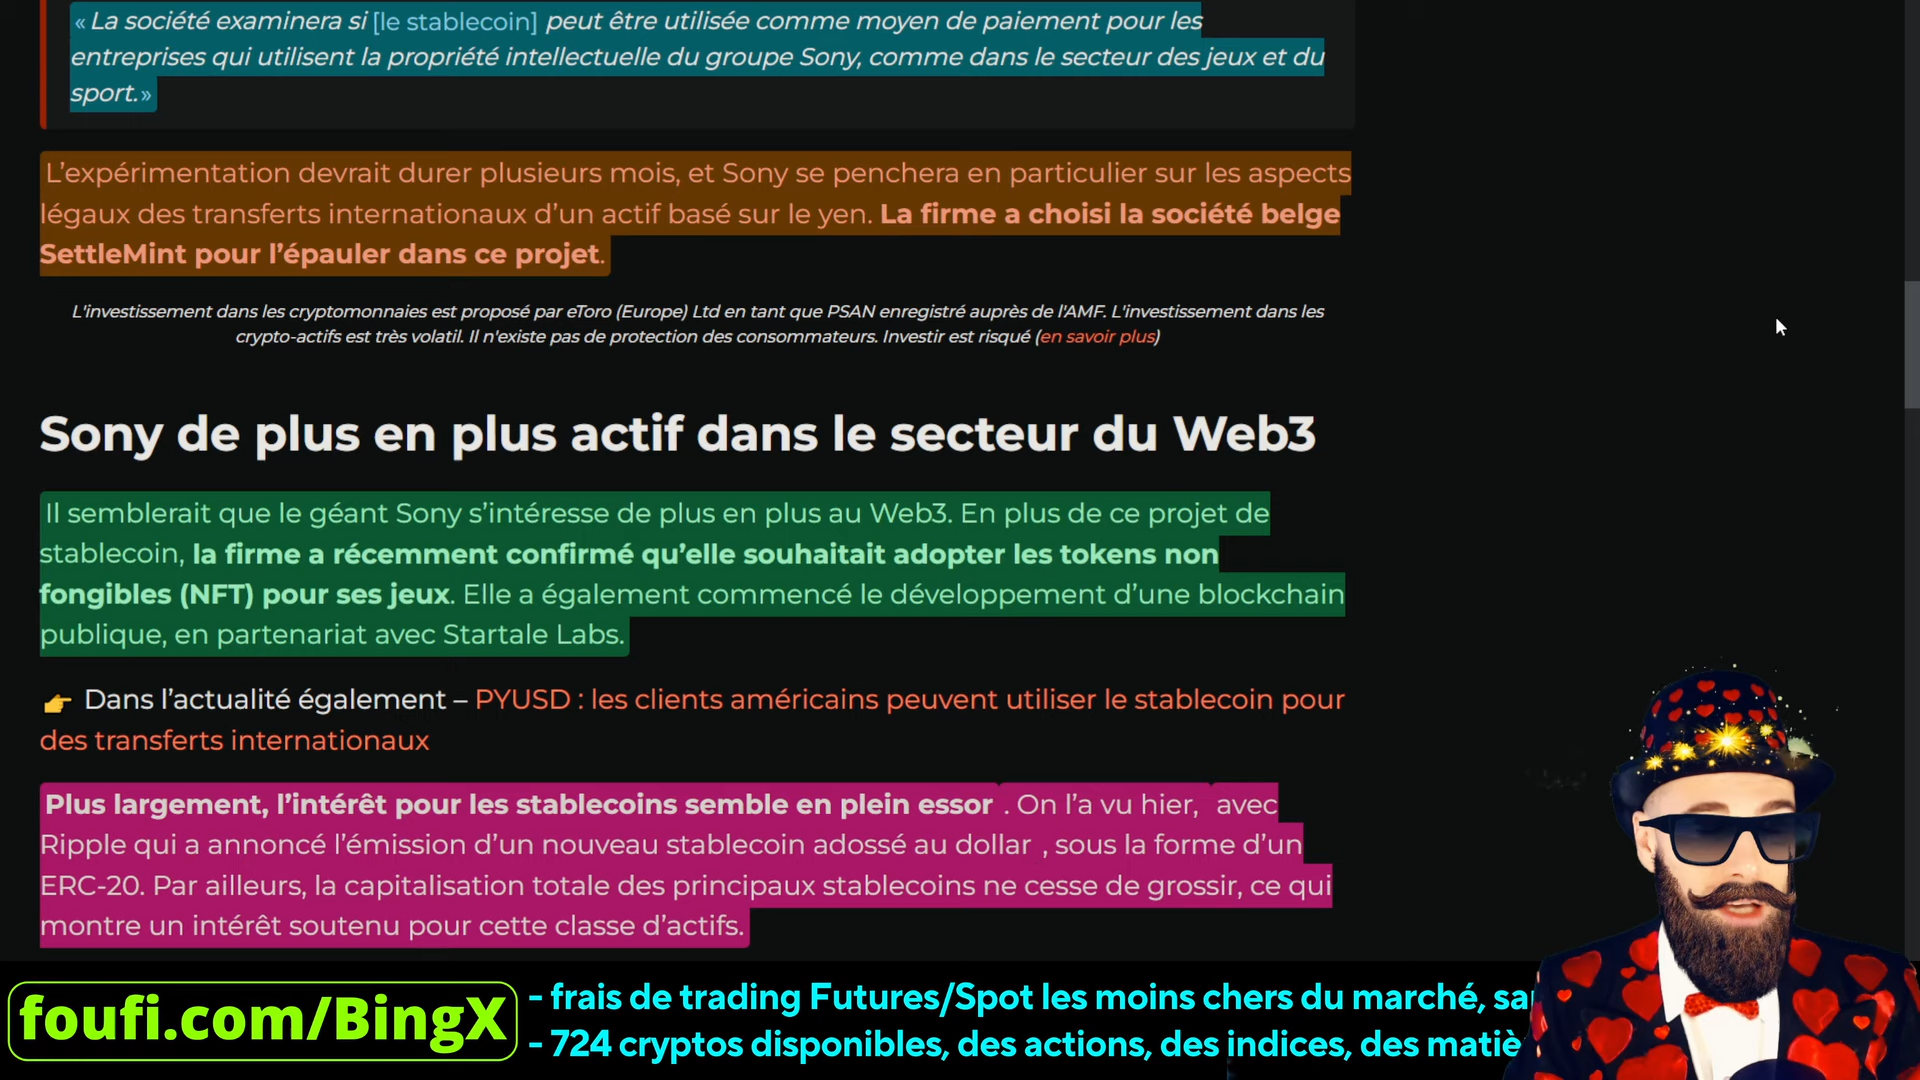 « La société examinera si [le stablecoin] peut être utilisée comme moyen de paiement pour les
entreprises qui utilisent la propriété intellectuelle du groupe Sony, comme dans le secteur des jeux et du
sport. »
L’expérimentation devrait durer plusieurs mois, et Sony se penchera en particulier sur les aspects
légaux des transferts internationaux d’un actif basé sur le yen. La firme a choisi la société belge
SettleMint pour l’épauler dans ce projet.
L'investissement dans les cryptomonnaies est proposé par eToro (Europe) Ltd en tant que PSAN enregistré auprès de l'AMF. L'investissement dans les
crypto-actifs est très volatil. Il n'existe pas de protection des consommateurs. Investir est risqué (en savoir plus)
Sony de plus en plus actif dans le secteur du Web3
Il semblerait que le géant Sony s’intéresse de plus en plus au Web3. En plus de ce projet de
stablecoin, la firme a récemment confirmé qu’elle souhaitait adopter les tokens non
fongibles (NFT) pour ses jeux. Elle a également commencé le développement d’une blockchain
publique, en partenariat avec Startale Labs.
👉 Dans l’actualité également – PYUSD : les clients américains peuvent utiliser le stablecoin pour
des transferts internationaux
Plus largement, l’intérêt pour les stablecoins semble en plein essor . On l’a vu hier, avec
Ripple qui a annoncé l’émission d’un nouveau stablecoin adossé au dollar , sous la forme d’un
ERC-20. Par ailleurs, la capitalisation totale des principaux stablecoins ne cesse de grossir, ce qui
montre un intérêt soutenu pour cette classe d’actifs.
foufi.com/BingX
- frais de trading Futures/Spot les moins chers du marché,
- 724 cryptos disponibles, des actions, des indices, des